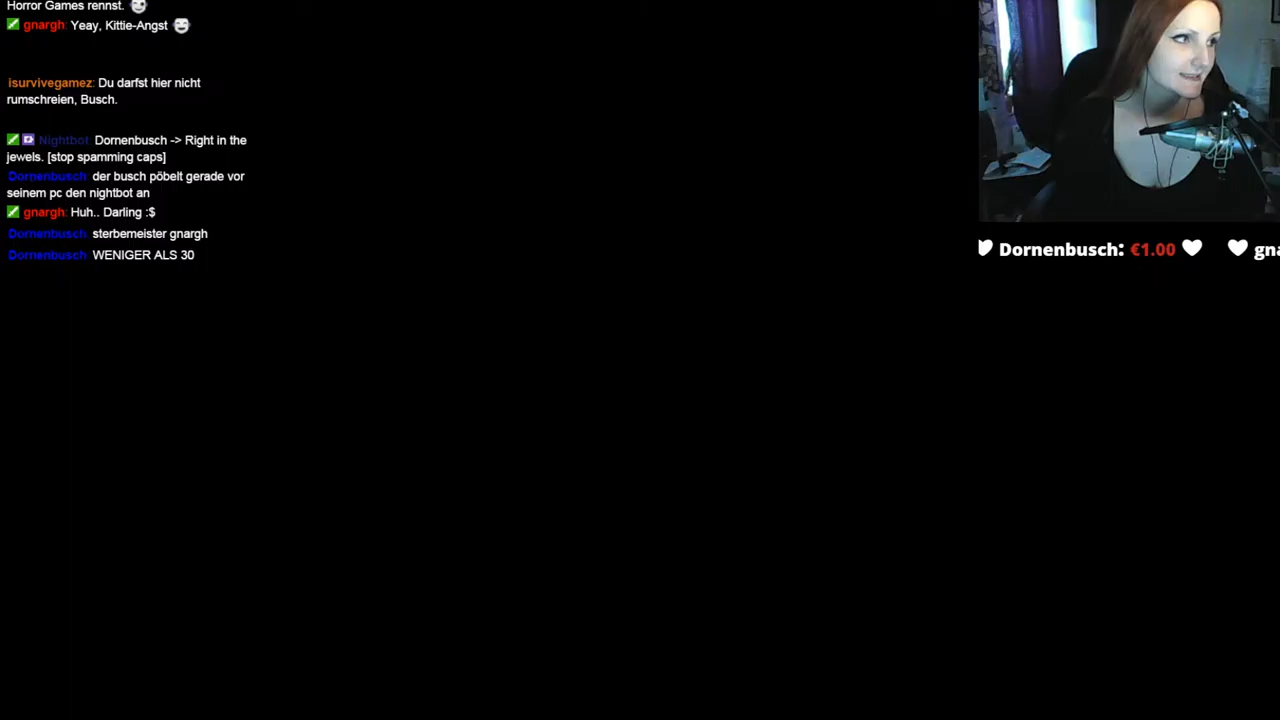 Horror Games rennst.
gnargh: Yeay, Kittie-Angst
isurvivegamez: Du darfst hier nicht
rumschreien, Busch.
Nightbot: Dornenbusch -> Right in the
jewels. [stop spamming caps]
Dornenbusch: der busch pöbelt gerade vor
seinem pc den nightbot an
gnargh: Huh.. Darling :$
Dornenbusch: sterbemeister gnargh
Dornenbusch: WENIGER ALS 30
Dornenbusch: €1.00
gna